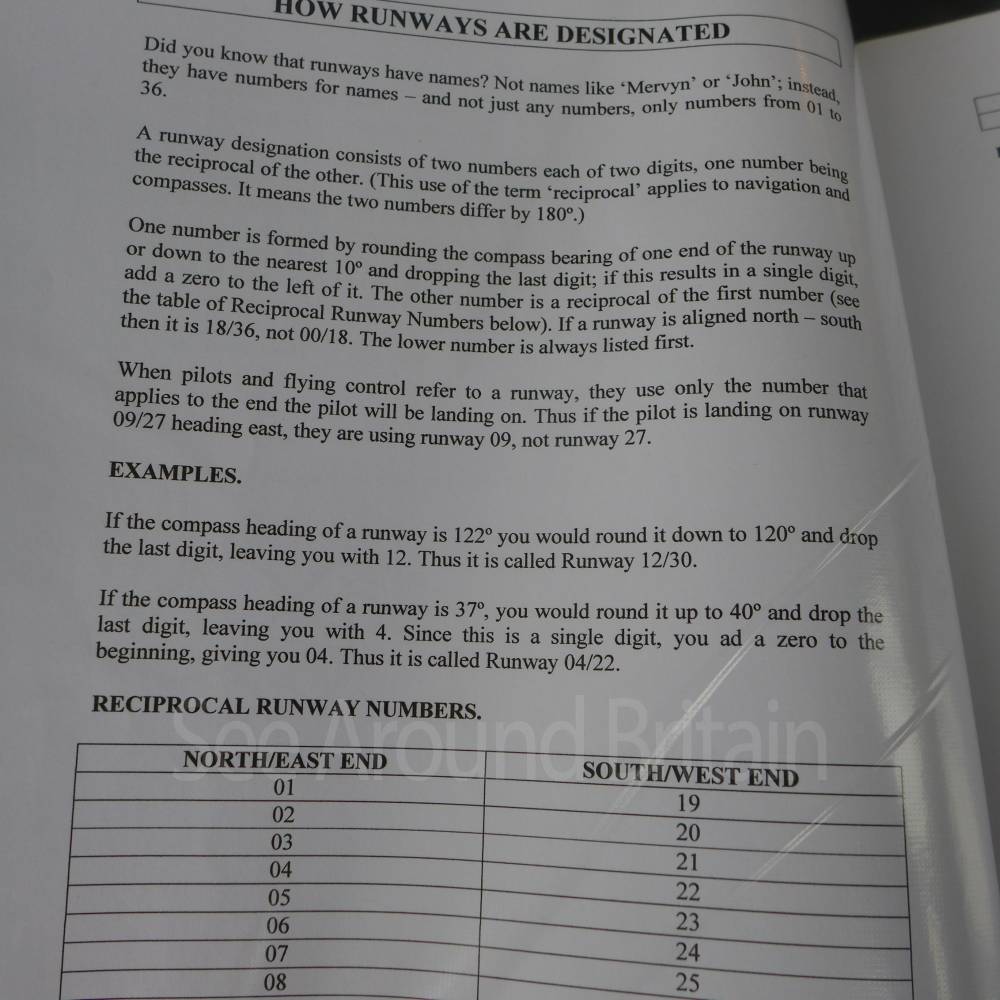 HOW RUNWAYS ARE DESIGNATED
Did you know that runways have names? Not names like ‘Mervyn’ or ‘John’; instead,
they have numbers for names – and not just any numbers, only numbers from 01 to
36.
A runway designation consists of two numbers each of two digits, one number being
the reciprocal of the other. (This use of the term ‘reciprocal’ applies to navigation and
compasses. It means the two numbers differ by 180º.)
One number is formed by rounding the compass bearing of one end of the runway up
or down to the nearest 10º and dropping the last digit; if this results in a single digit,
add a zero to the left of it. The other number is a reciprocal of the first number (see
the table of Reciprocal Runway Numbers below). If a runway is aligned north – south
then it is 18/36, not 00/18. The lower number is always listed first.
When pilots and flying control refer to a runway, they use only the number that
applies to the end the pilot will be landing on. Thus if the pilot is landing on runway
09/27 heading east, they are using runway 09, not runway 27.
EXAMPLES.
If the compass heading of a runway is 122º you would round it down to 120º and drop
the last digit, leaving you with 12. Thus it is called Runway 12/30.
If the compass heading of a runway is 37º, you would round it up to 40º and drop the
last digit, leaving you with 4. Since this is a single digit, you ad a zero to the
beginning, giving you 04. Thus it is called Runway 04/22.
RECIPROCAL RUNWAY NUMBERS.
See Around Britain
NORTH/EAST END SOUTH/WEST END
01 19
02 20
03 21
04 22
05 23
06 24
07 25
08